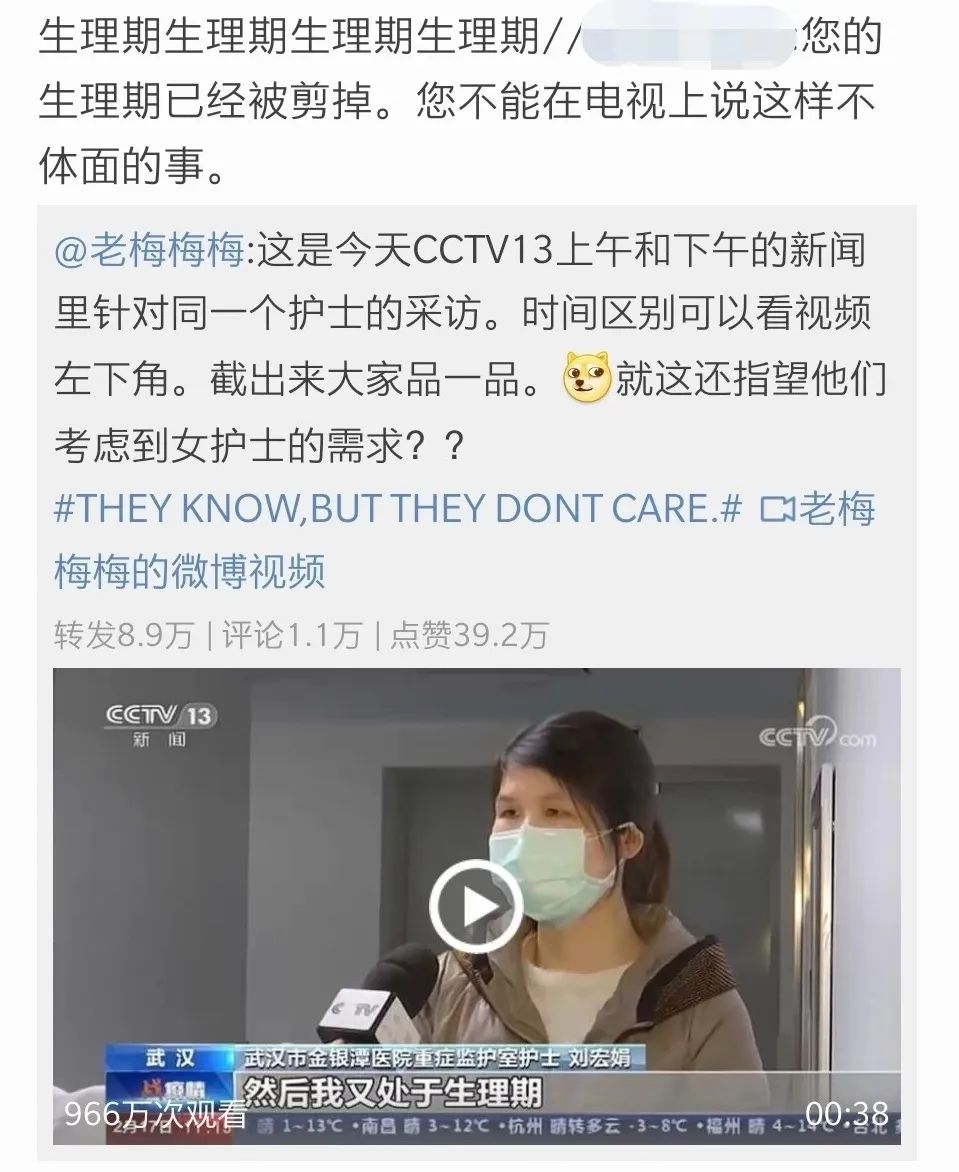 生理期生理期生理期生理期// :您的
生理期已经被剪掉。您不能在电视上说这样不
体面的事。
@老梅梅梅:这是今天CCTV13上午和下午的新闻
里针对同一个护士的采访。时间区别可以看视频
左下角。截出来大家品一品。就这还指望他们
考虑到女护士的需求？？
#THEY KNOW,BUT THEY DONT CARE.# 老梅
梅梅的微博视频
转发8.9万 | 评论1.1万 | 点赞39.2万
CCTV 13
新闻
CCTV com
C TV
武汉
武汉市金银潭医院重症监护室护士 刘宏娟
战疫情
然后我又处于生理期
966万次观看
00:38
2月17日
晴 1~13℃ •南昌 晴 3~12℃ •杭州 晴转多云 -3~8℃ •福州 晴 4~14℃ •台北